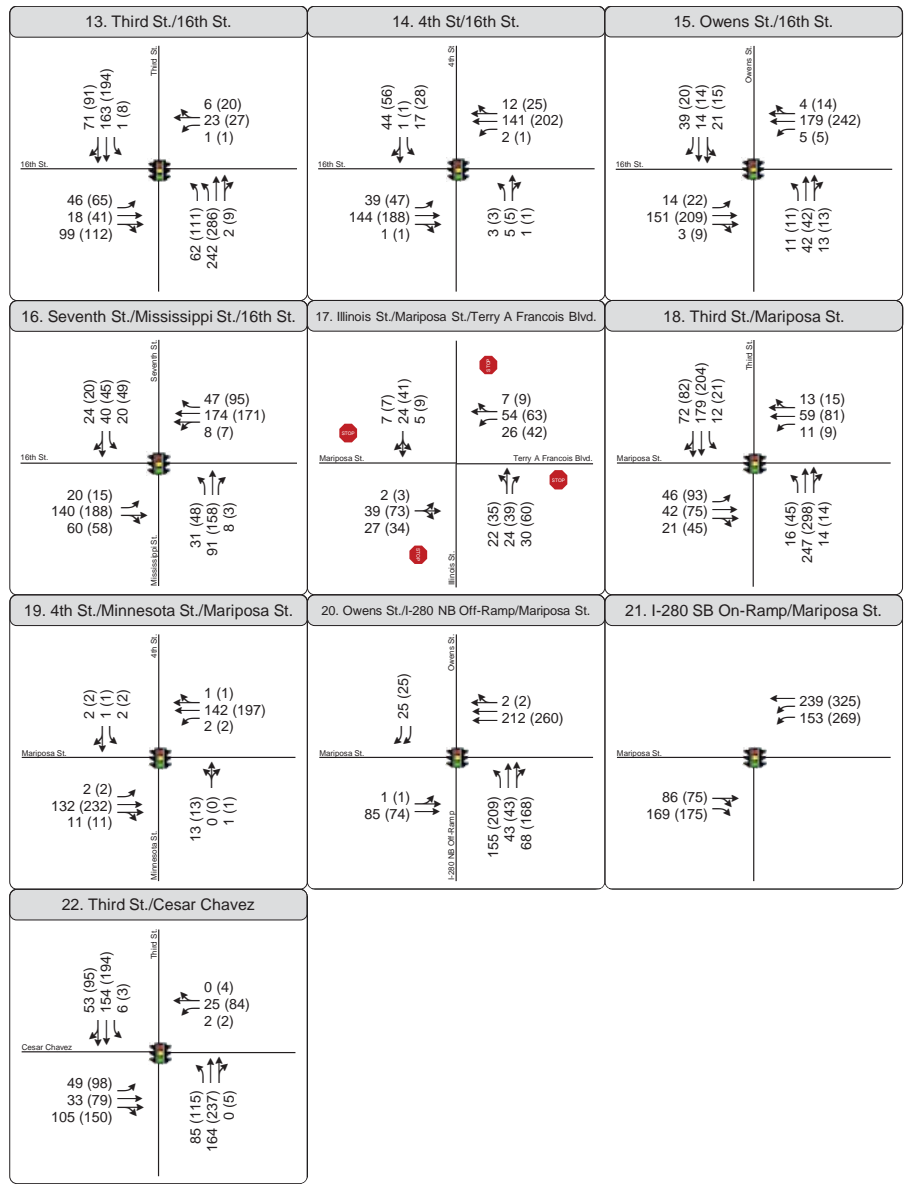 13. Third St./16th St.
Third St.
71 (91)
163 (194)
1 (8)
6 (20)
23 (27)
1 (1)
16th St.
46 (65)
18 (41)
99 (112)
62 (111)
242 (286)
2 (9)
14. 4th St/16th St.
4th St.
44 (56)
1 (1)
17 (28)
12 (25)
141 (202)
2 (1)
16th St.
39 (47)
144 (188)
1 (1)
3 (3)
5 (5)
1 (1)
15. Owens St./16th St.
Owens St.
39 (20)
14 (14)
21 (15)
4 (14)
179 (242)
5 (5)
16th St.
14 (22)
151 (209)
3 (9)
11 (11)
42 (42)
13 (13)
16. Seventh St./Mississippi St./16th St.
Seventh St.
24 (20)
40 (45)
20 (49)
47 (95)
174 (171)
8 (7)
16th St.
20 (15)
140 (188)
60 (58)
Mississippi St.
31 (48)
91 (158)
8 (3)
17. Illinois St./Mariposa St./Terry A Francois Blvd.
STOP
7 (7)
24 (41)
5 (9)
7 (9)
54 (63)
26 (42)
STOP
Mariposa St.
Terry A Francois Blvd.
STOP
2 (3)
39 (73)
27 (34)
STOP
Illinois St.
22 (35)
24 (39)
30 (60)
18. Third St./Mariposa St.
Third St.
72 (82)
179 (204)
12 (21)
13 (15)
59 (81)
11 (9)
Mariposa St.
46 (93)
42 (75)
21 (45)
16 (45)
247 (298)
14 (14)
19. 4th St./Minnesota St./Mariposa St.
4th St.
2 (2)
1 (1)
2 (2)
1 (1)
142 (197)
2 (2)
Mariposa St.
2 (2)
132 (232)
11 (11)
Minnesota St.
13 (13)
0 (0)
1 (1)
20. Owens St./I-280 NB Off-Ramp/Mariposa St.
Owens St.
25 (25)
2 (2)
212 (260)
Mariposa St.
1 (1)
85 (74)
I-280 NB Off-Ramp
155 (209)
43 (43)
68 (168)
21. I-280 SB On-Ramp/Mariposa St.
239 (325)
153 (269)
Mariposa St.
86 (75)
169 (175)
22. Third St./Cesar Chavez
Third St.
53 (95)
154 (194)
6 (3)
0 (4)
25 (84)
2 (2)
Cesar Chavez
49 (98)
33 (79)
105 (150)
85 (115)
164 (237)
0 (5)